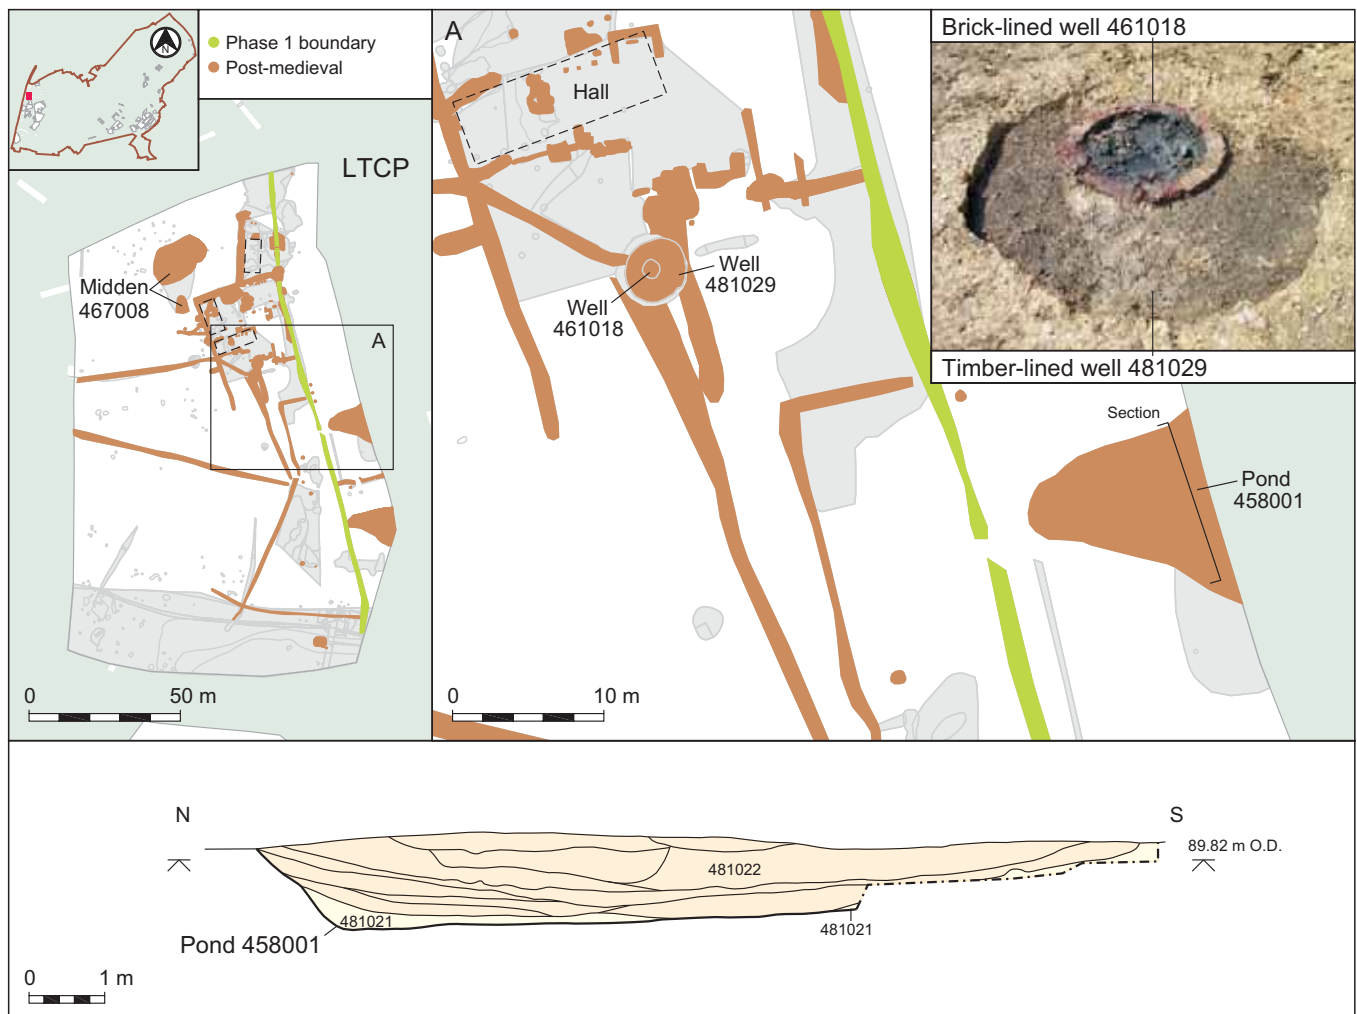 N
Phase 1 boundary
Post-medieval
LTCP
Midden
467008
A
0 50 m
A
Hall
Well
481029
Well
461018
0 10 m
Brick-lined well 461018
Timber-lined well 481029
Section
Pond
458001
N
S
89.82 m O.D.
481022
481021
481021
Pond 458001
0 1 m